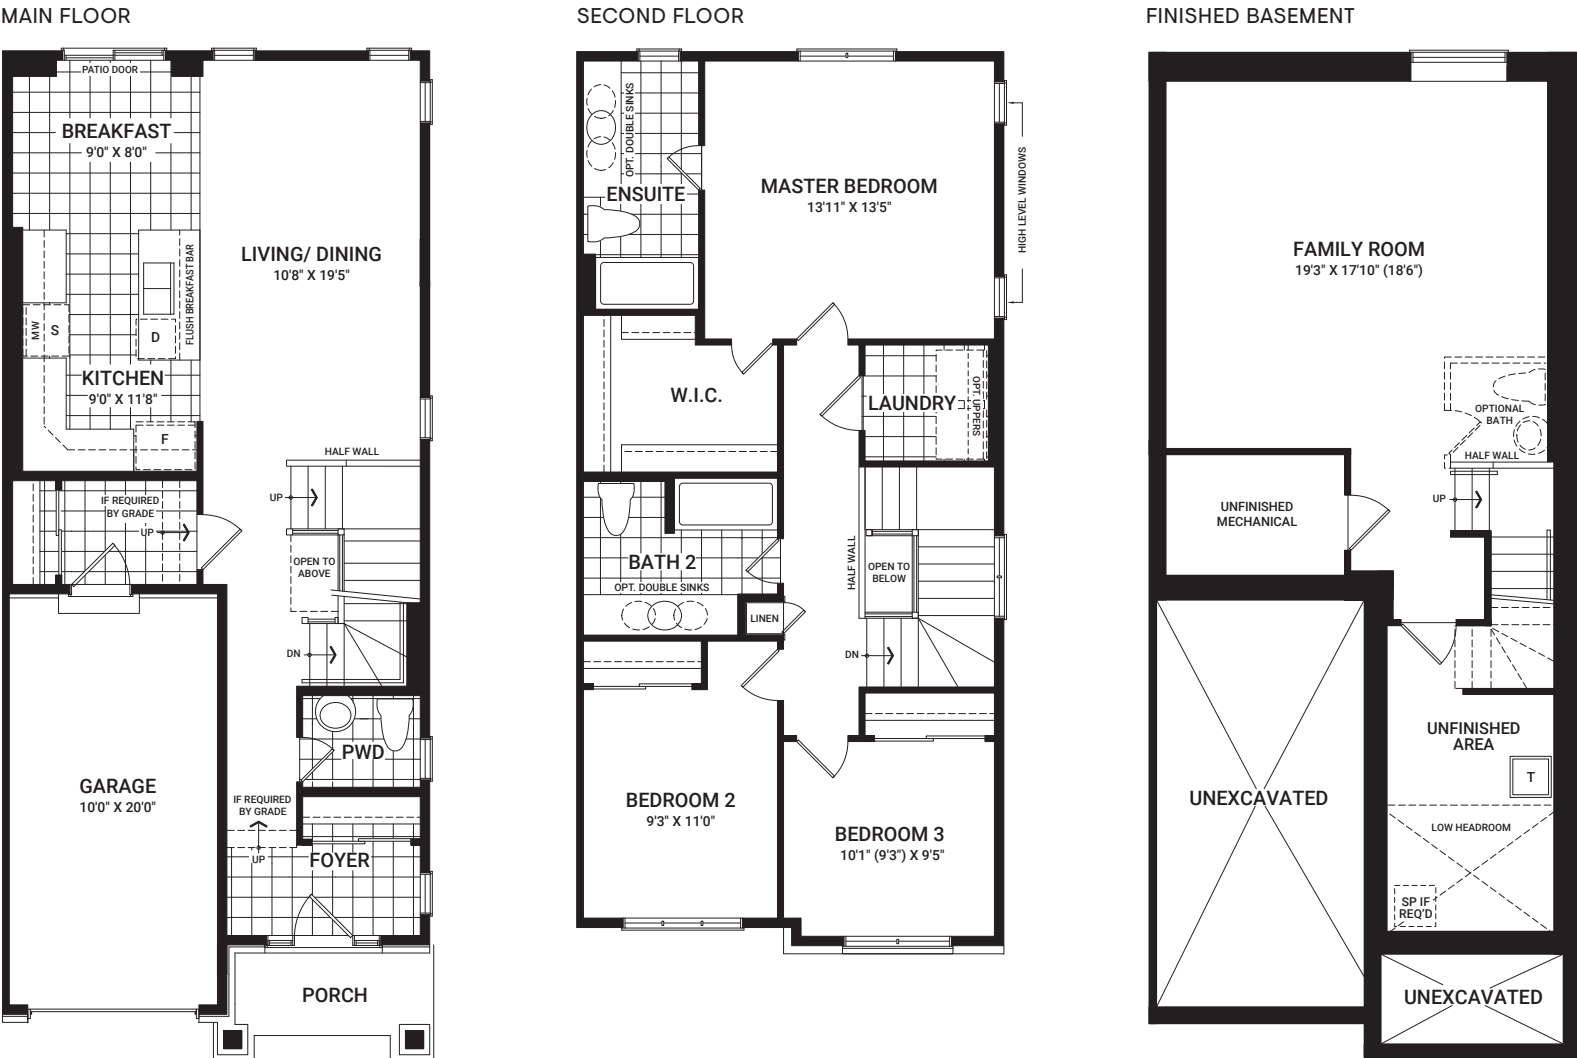 MAIN FLOOR
PATIO DOOR
BREAKFAST
9'0" X 8'0"
LIVING/ DINING
10'8" X 19'5"
FLUSH BREAKFAST BAR
MW
S
D
KITCHEN
9'0" X 11'8"
F
HALF WALL
UP
IF REQUIRED
BY GRADE
UP
OPEN TO
ABOVE
DN
PWD
GARAGE
10'0" X 20'0"
IF REQUIRED
BY GRADE
UP
FOYER
PORCH
SECOND FLOOR
OPT. DOUBLE SINKS
ENSUITE
MASTER BEDROOM
13'11" X 13'5"
HIGH LEVEL WINDOWS
W.I.C.
LAUNDRY
OPT. UPPERS
BATH 2
OPT. DOUBLE SINKS
HALF WALL
OPEN TO
BELOW
LINEN
DN
BEDROOM 2
9'3" X 11'0"
BEDROOM 3
10'1" (9'3") X 9'5"
FINISHED BASEMENT
FAMILY ROOM
19'3" X 17'10" (18'6")
OPTIONAL
BATH
HALF WALL
UP
UNFINISHED
MECHANICAL
UNFINISHED
AREA
T
UNEXCAVATED
LOW HEADROOM
SP IF
REQ'D
UNEXCAVATED